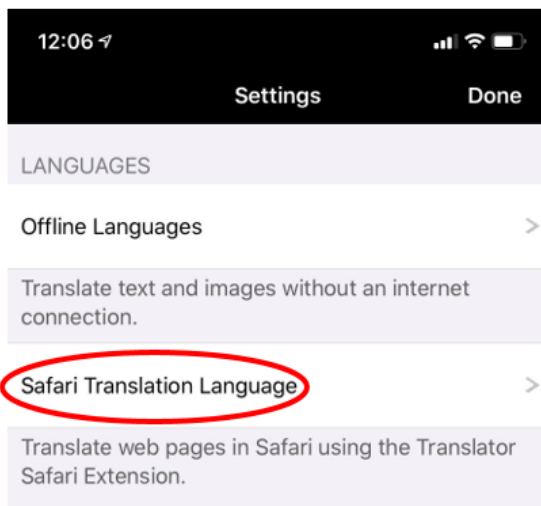 12:06
Settings
Done
LANGUAGES
Offline Languages
Translate text and images without an internet
connection.
Safari Translation Language
Translate web pages in Safari using the Translator
Safari Extension.